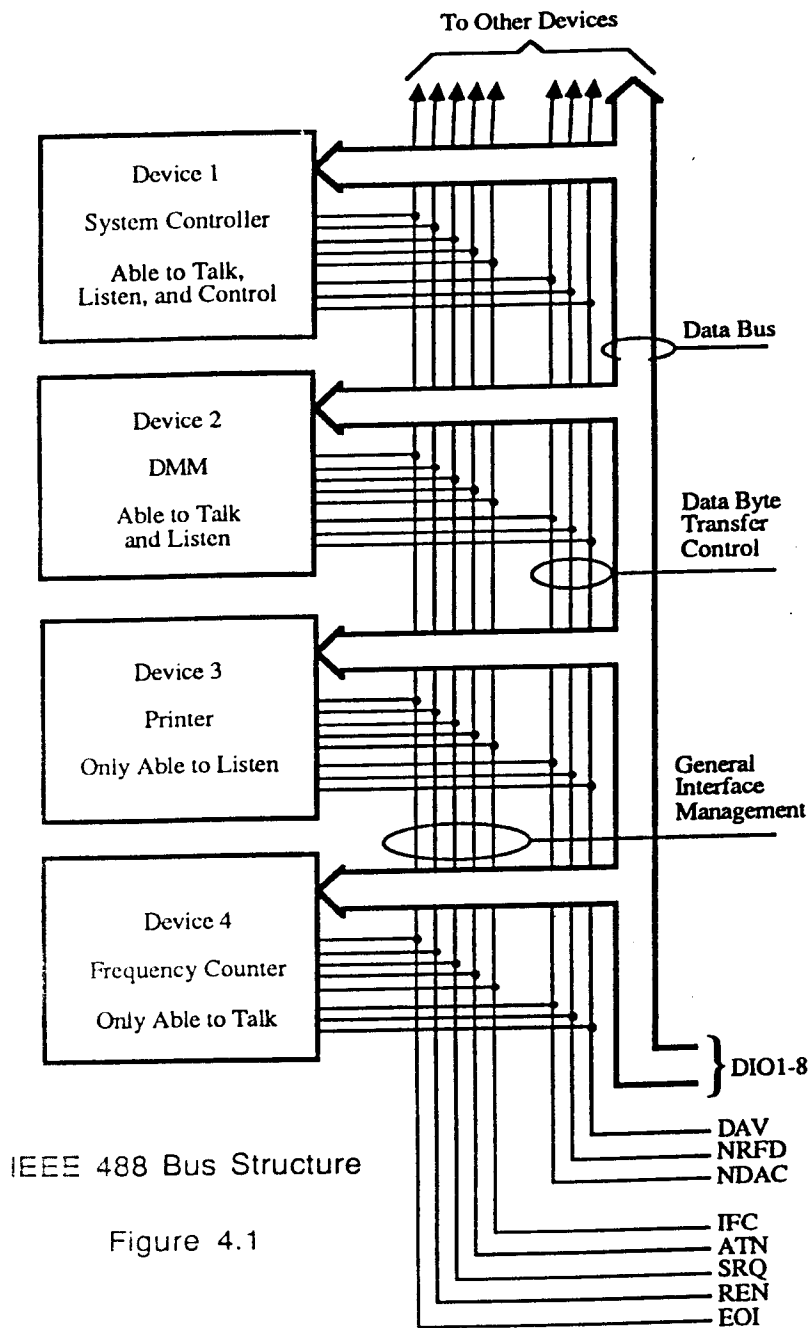 To Other Devices
Device 1
System Controller
Able to Talk,
Listen, and Control
Data Bus
Device 2
DMM
Able to Talk
and Listen
Data Byte
Transfer
Control
Device 3
Printer
Only Able to Listen
General
Interface
Management
Device 4
Frequency Counter
Only Able to Talk
DIO1-8
DAV
NRFD
NDAC
IFC
ATN
SRQ
REN
EOI
IEEE 488 Bus Structure
Figure 4.1